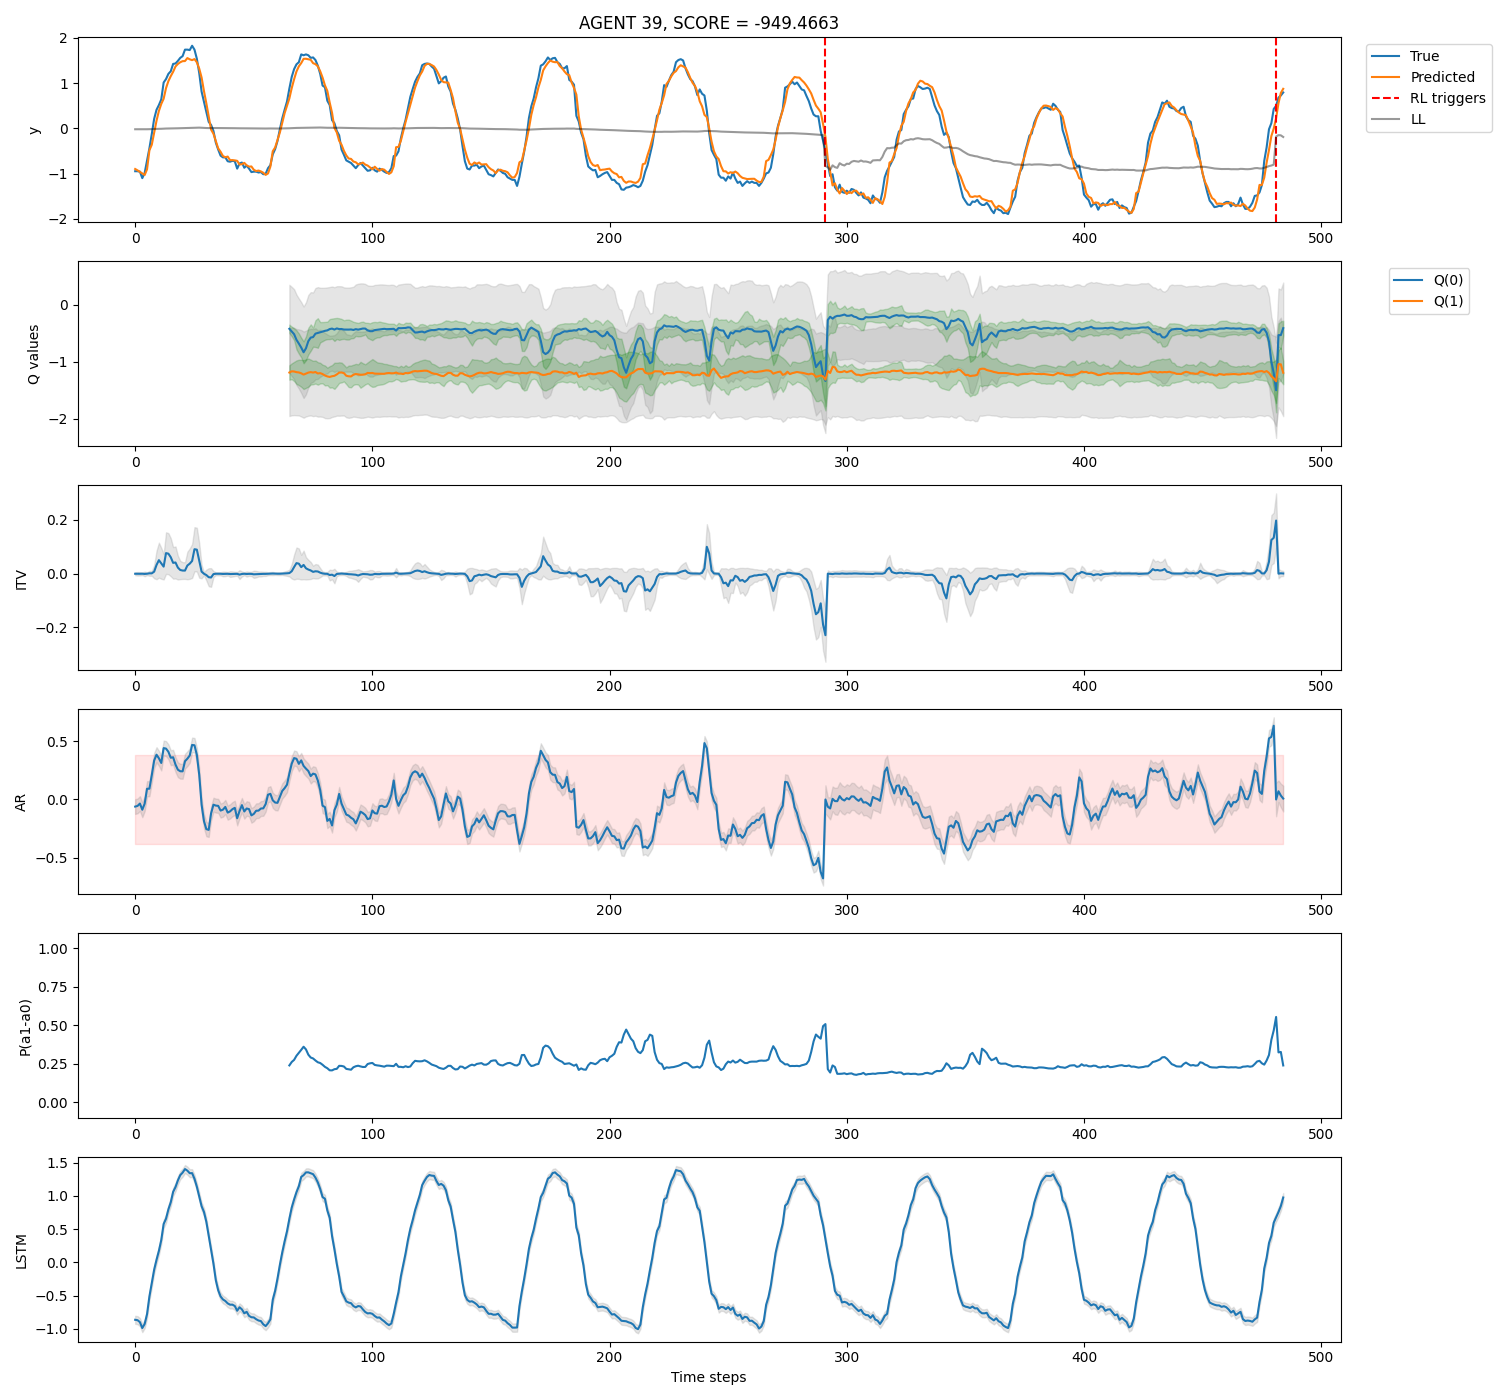 AGENT 39, SCORE = -949.4663
y
2
1
0
−1
−2
0 100 200 300 400 500
True
Predicted
RL triggers
LL
Q values
0
−1
−2
0 100 200 300 400 500
Q(0)
Q(1)
ITV
0.2
0.0
−0.2
0 100 200 300 400 500
AR
0.5
0.0
−0.5
0 100 200 300 400 500
P(a1-a0)
1.00
0.75
0.50
0.25
0.00
0 100 200 300 400 500
LSTM
1.5
1.0
0.5
0.0
−0.5
−1.0
0 100 200 300 400 500
Time steps